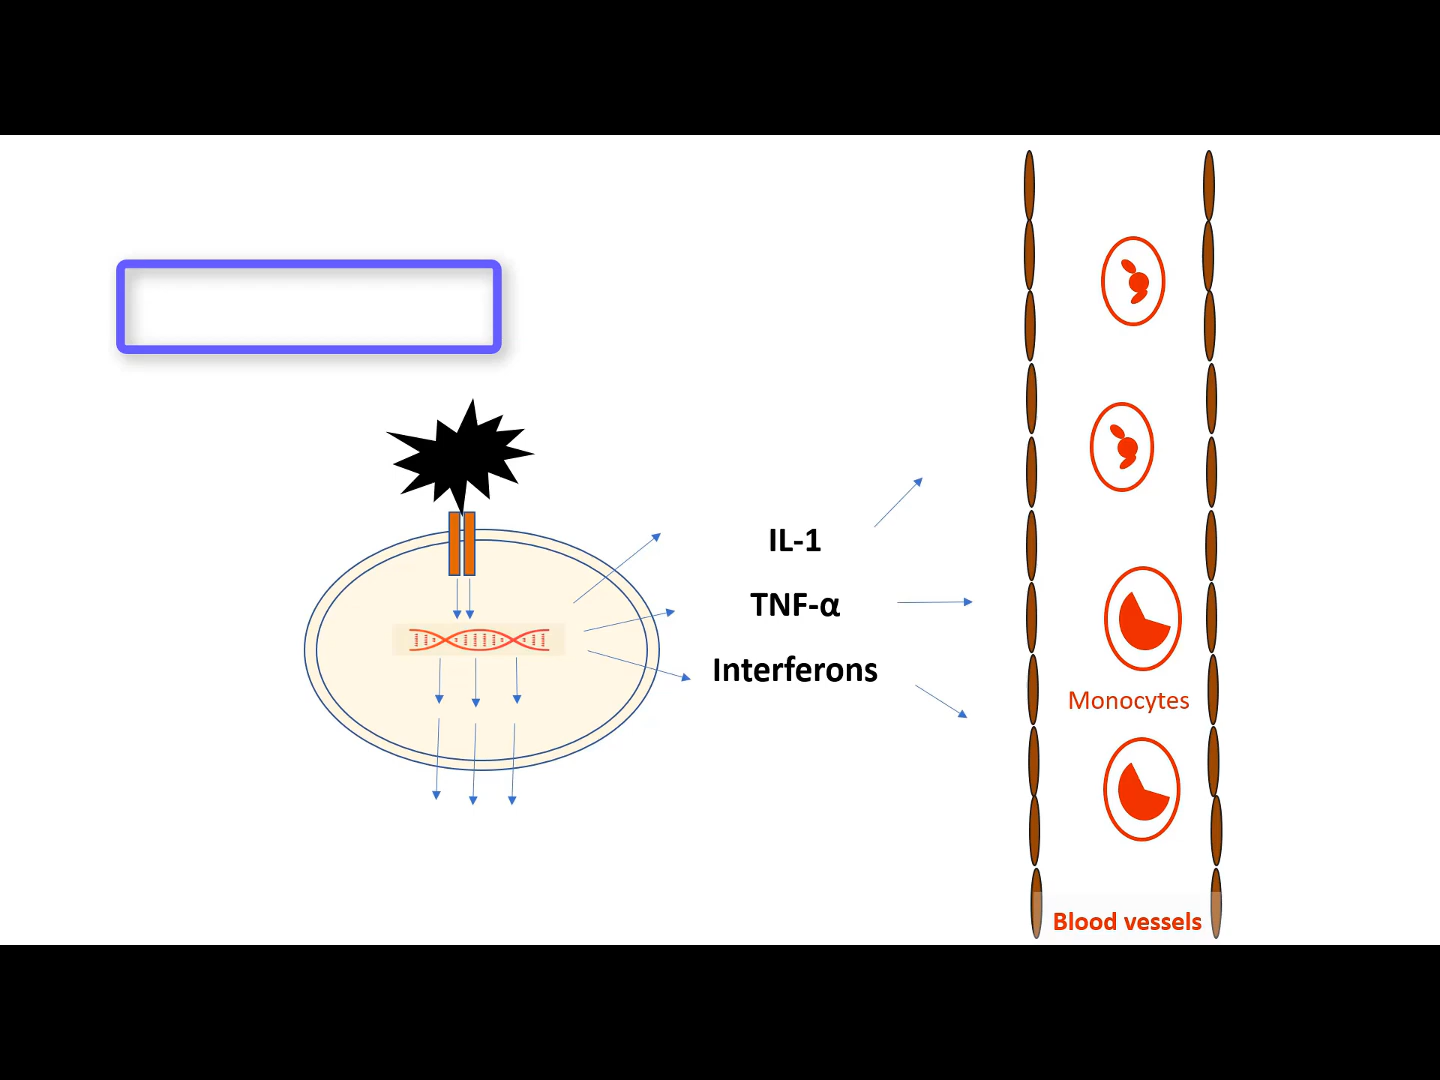 IL-1
TNF-α
Interferons
Monocytes
Blood vessels